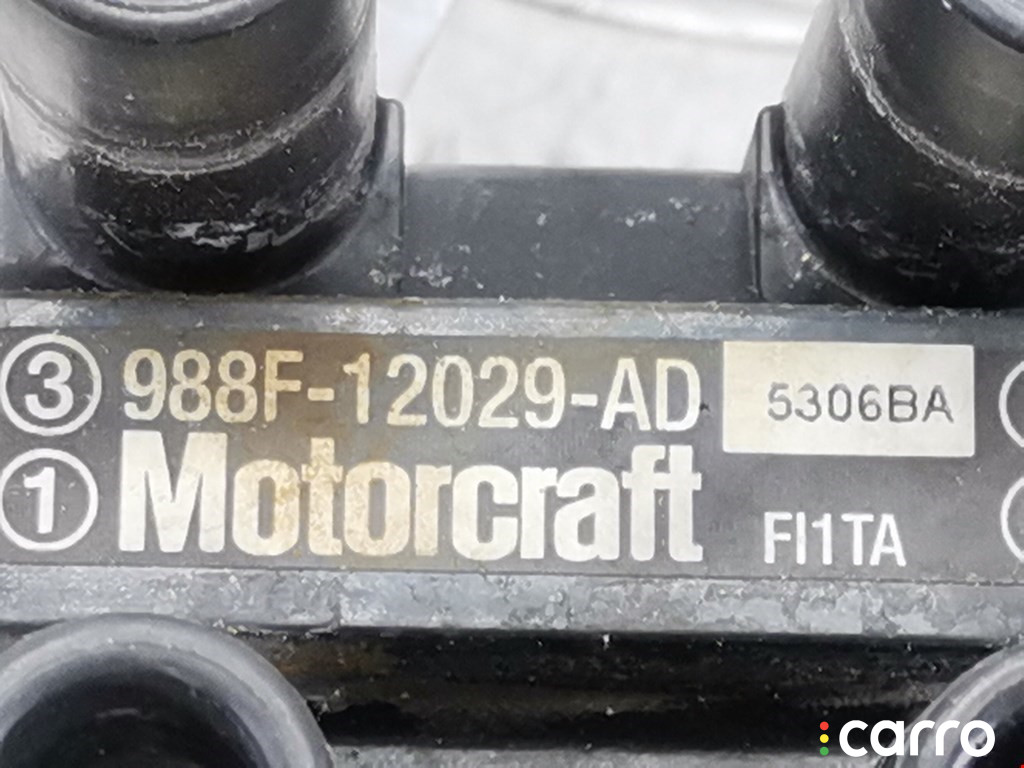 3 988F-12029-AD 5306BA
1 Motorcraft FI1TA
carro